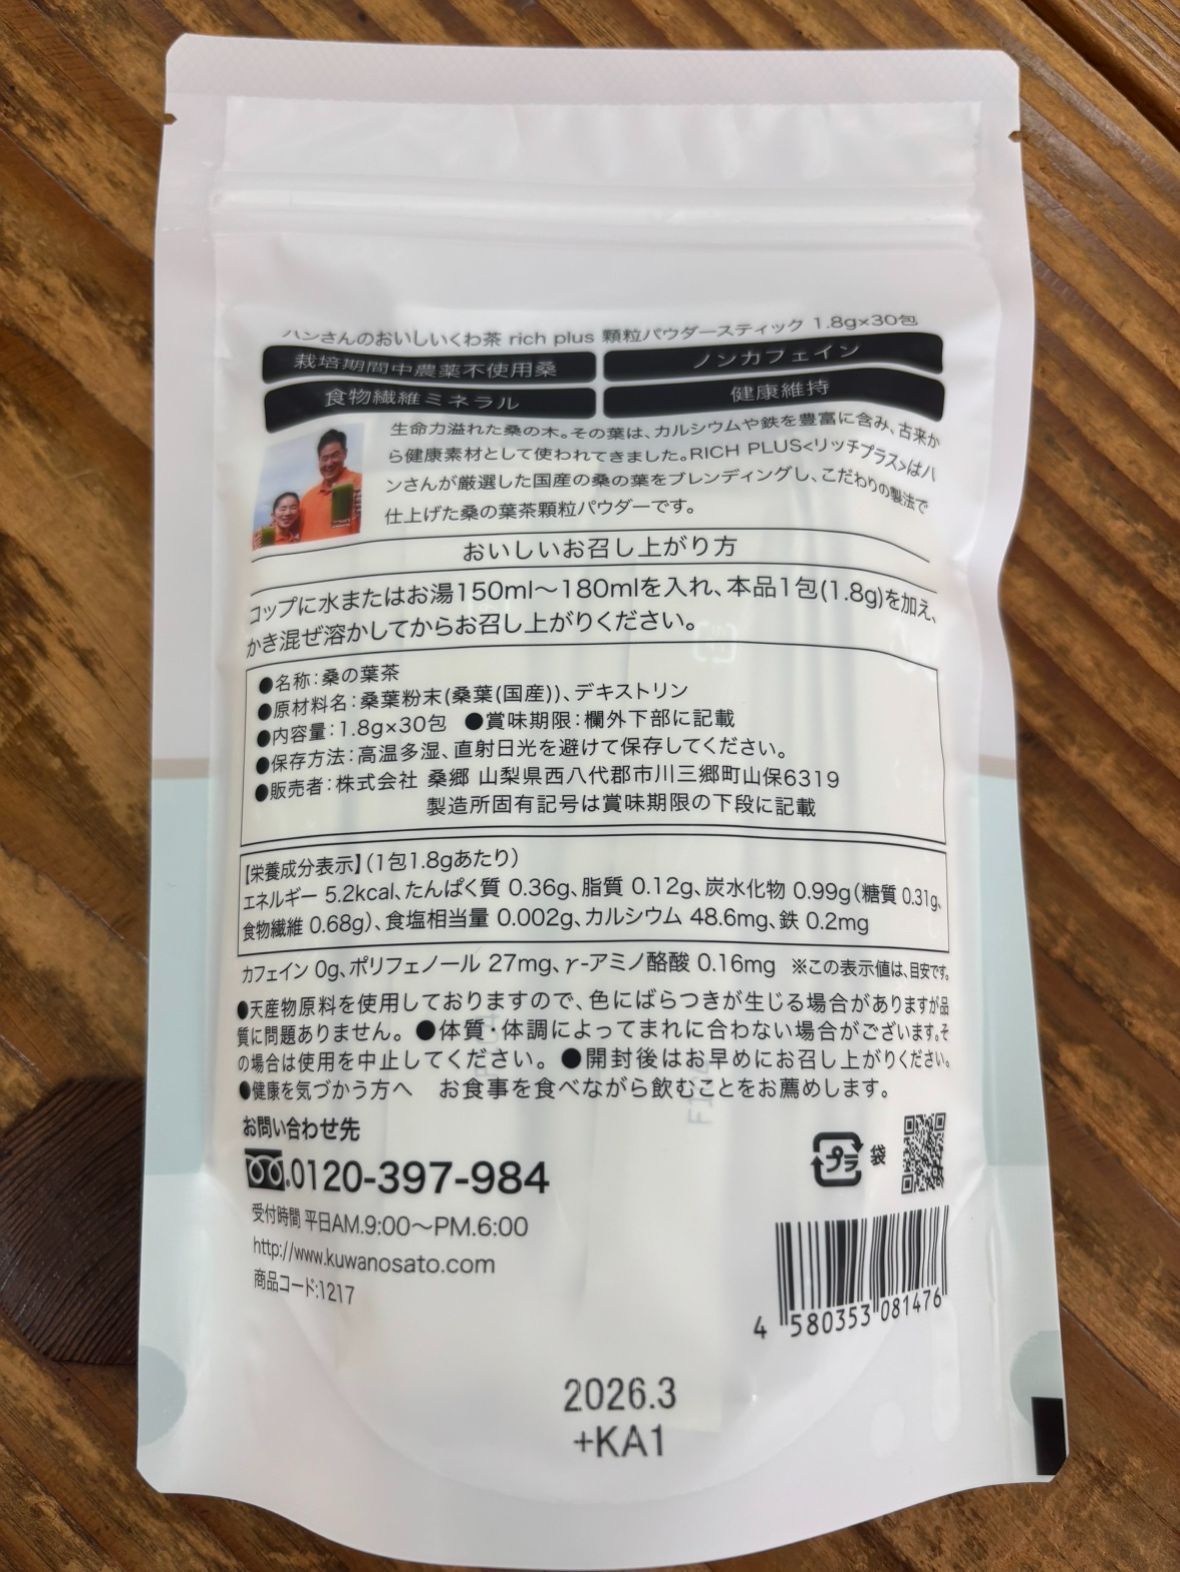 ハンさんのおいしいくわ茶 rich plus 顆粒パウダースティック 1.8g×30包
栽培期間中農薬不使用桑
ノンカフェイン
食物繊維ミネラル
健康維持
生命力溢れた桑の木。その葉は、カルシウムや鉄を豊富に含み、古来か
ら健康素材として使われてきました。RICH PLUS<リッチプラス>はハ
ンさんが厳選した国産の桑の葉をブレンディングし、こだわりの製法で
仕上げた桑の葉茶顆粒パウダーです。
おいしいお召し上がり方
コップに水またはお湯150ml〜180mlを入れ、本品1包(1.8g)を加え、
かき混ぜ溶かしてからお召し上がりください。
●名称:桑の葉茶
●原材料名:桑葉粉末(桑葉(国産))、デキストリン
●内容量:1.8g×30包 ●賞味期限:欄外下部に記載
●保存方法:高温多湿、直射日光を避けて保存してください。
●販売者:株式会社 桑郷 山梨県西八代郡市川三郷町山保6319
製造所固有記号は賞味期限の下段に記載
【栄養成分表示】(1包1.8gあたり)
エネルギー 5.2kcal、たんぱく質 0.36g、脂質 0.12g、炭水化物 0.99g(糖質 0.31g、
食物繊維 0.68g)、食塩相当量 0.002g、カルシウム 48.6mg、鉄 0.2mg
カフェイン 0g、ポリフェノール 27mg、γ-アミノ酪酸 0.16mg ※この表示値は、目安です。
●天産物原料を使用しておりますので、色にばらつきが生じる場合がありますが品
質に問題ありません。 ●体質・体調によってまれに合わない場合がございます。そ
の場合は使用を中止してください。 ●開封後はお早めにお召し上がりください。
●健康を気づかう方へ お食事を食べながら飲むことをお薦めします。
お問い合わせ先
0120-397-984
受付時間 平日AM.9:00〜PM.6:00
http://www.kuwanosato.com
商品コード:1217
プラ 袋
4 580353 081476
2026.3
+KA1